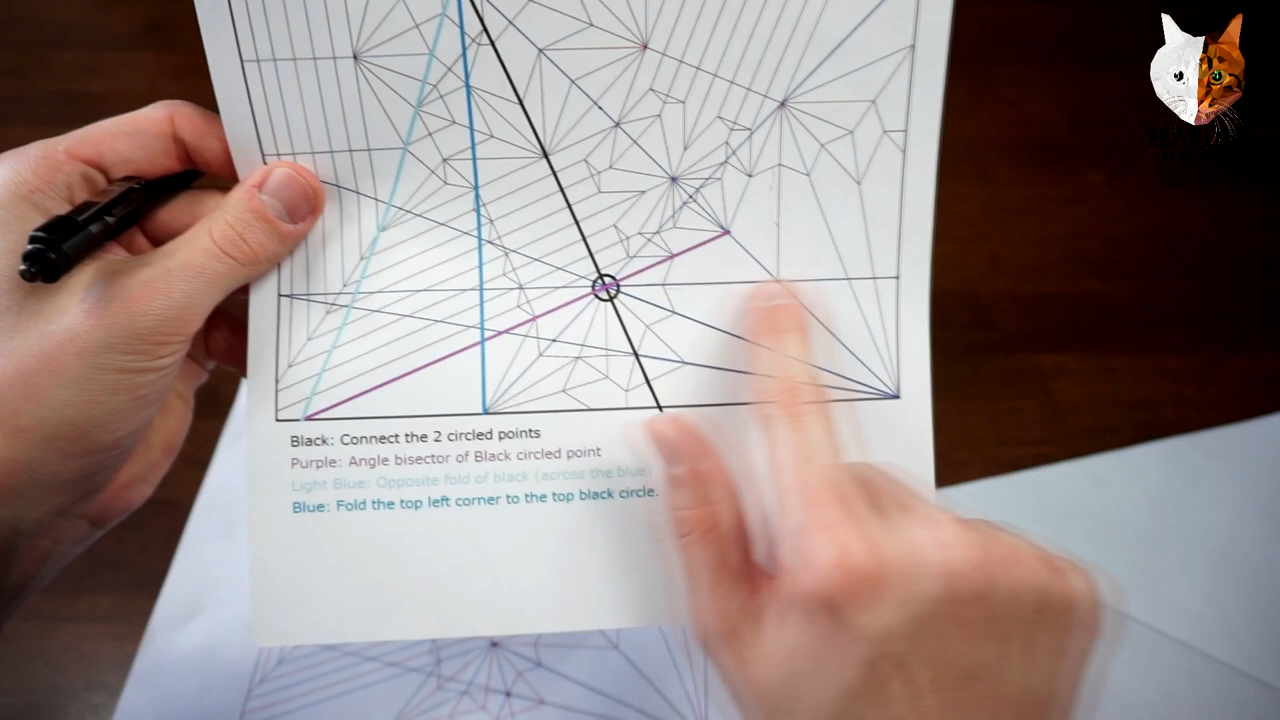 Black: Connect the 2 circled points
Purple: Angle bisector of Black circled point
Light Blue: Opposite fold of black (across the blue)
Blue: Fold the top left corner to the top black circle.